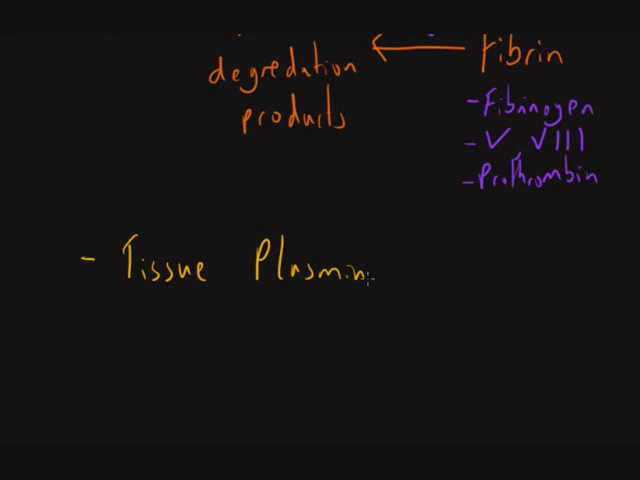 Fibrin
degredation
products
- Fibrinogen
- V, VIII
- Prothrombin
- Tissue Plasmin